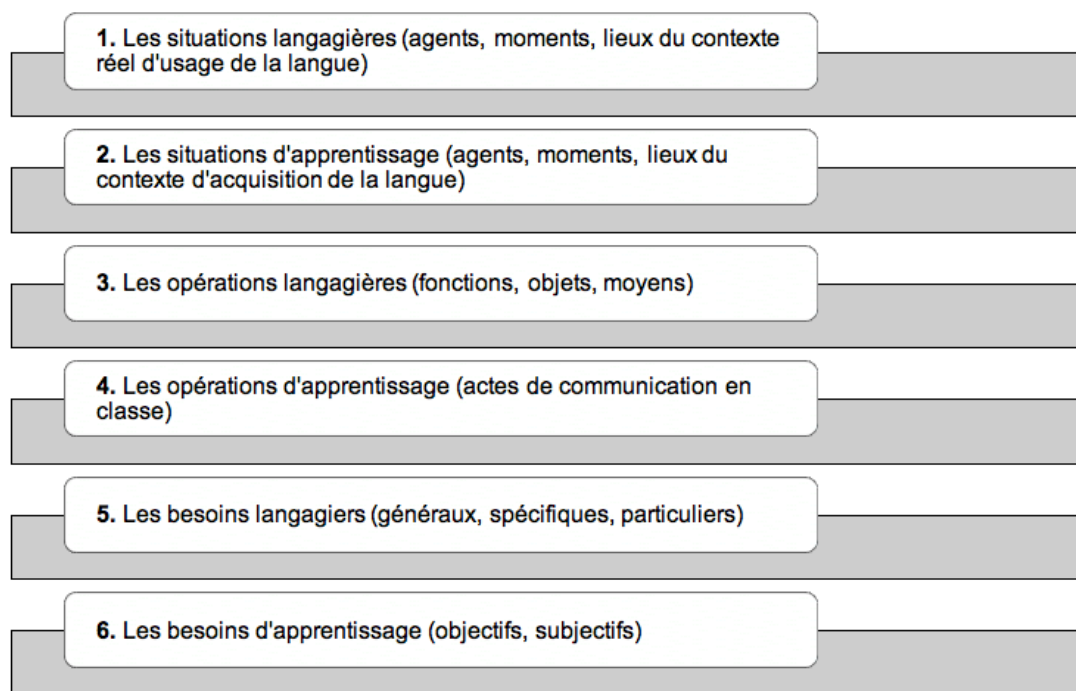 1. Les situations langagières (agents, moments, lieux du contexte
réel d'usage de la langue)
2. Les situations d'apprentissage (agents, moments, lieux du
contexte d'acquisition de la langue)
3. Les opérations langagières (fonctions, objets, moyens)
4. Les opérations d'apprentissage (actes de communication en
classe)
5. Les besoins langagiers (généraux, spécifiques, particuliers)
6. Les besoins d'apprentissage (objectifs, subjectifs)